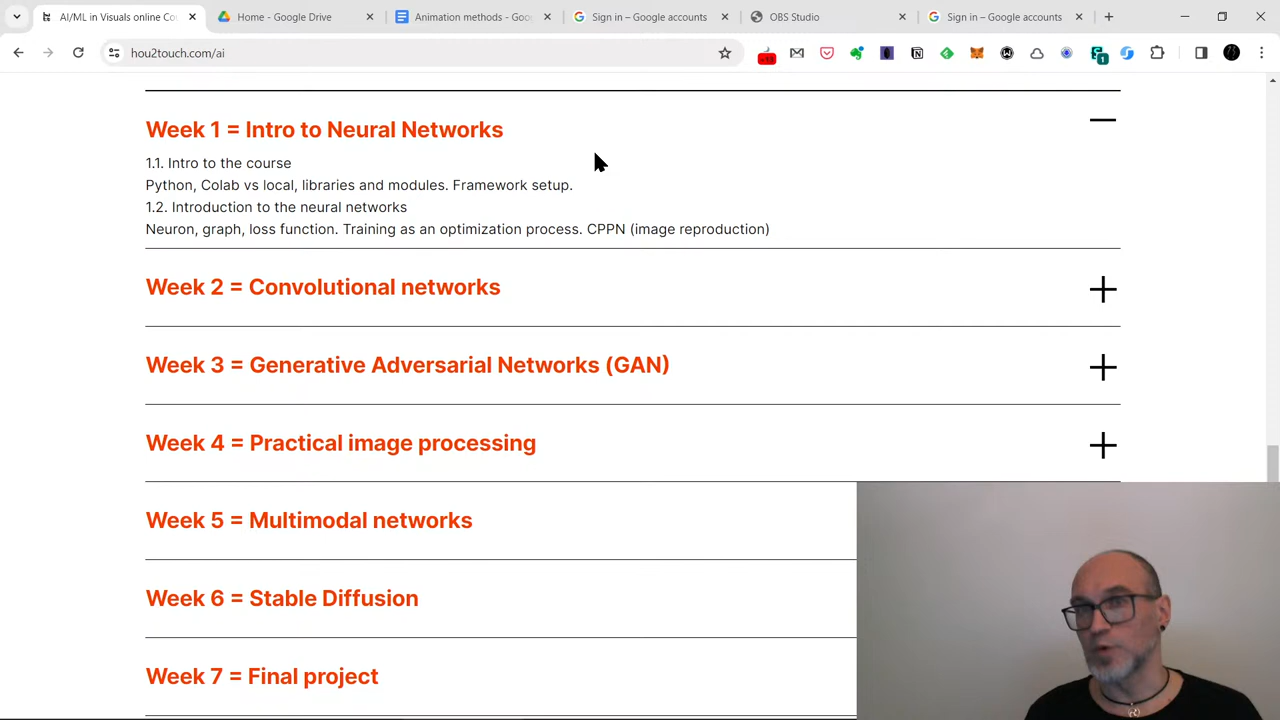 AI/ML in Visuals online Co
Home - Google Drive
Animation methods - Goo
Sign in – Google accounts
OBS Studio
Sign in – Google accounts
hou2touch.com/ai
1
Week 1 = Intro to Neural Networks
1.1. Intro to the course
Python, Colab vs local, libraries and modules. Framework setup.
1.2. Introduction to the neural networks
Neuron, graph, loss function. Training as an optimization process. CPPN (image reproduction)
Week 2 = Convolutional networks
Week 3 = Generative Adversarial Networks (GAN)
Week 4 = Practical image processing
Week 5 = Multimodal networks
Week 6 = Stable Diffusion
Week 7 = Final project